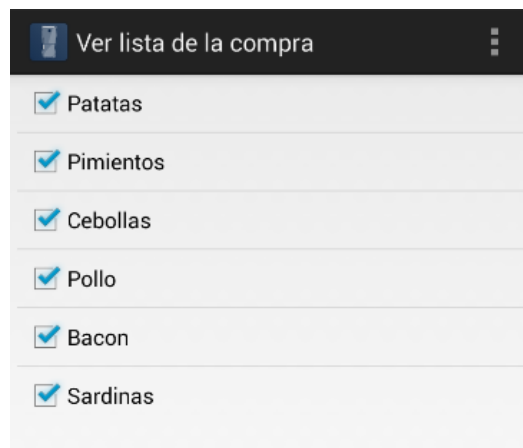 Ver lista de la compra
Patatas
Pimientos
Cebollas
Pollo
Bacon
Sardinas